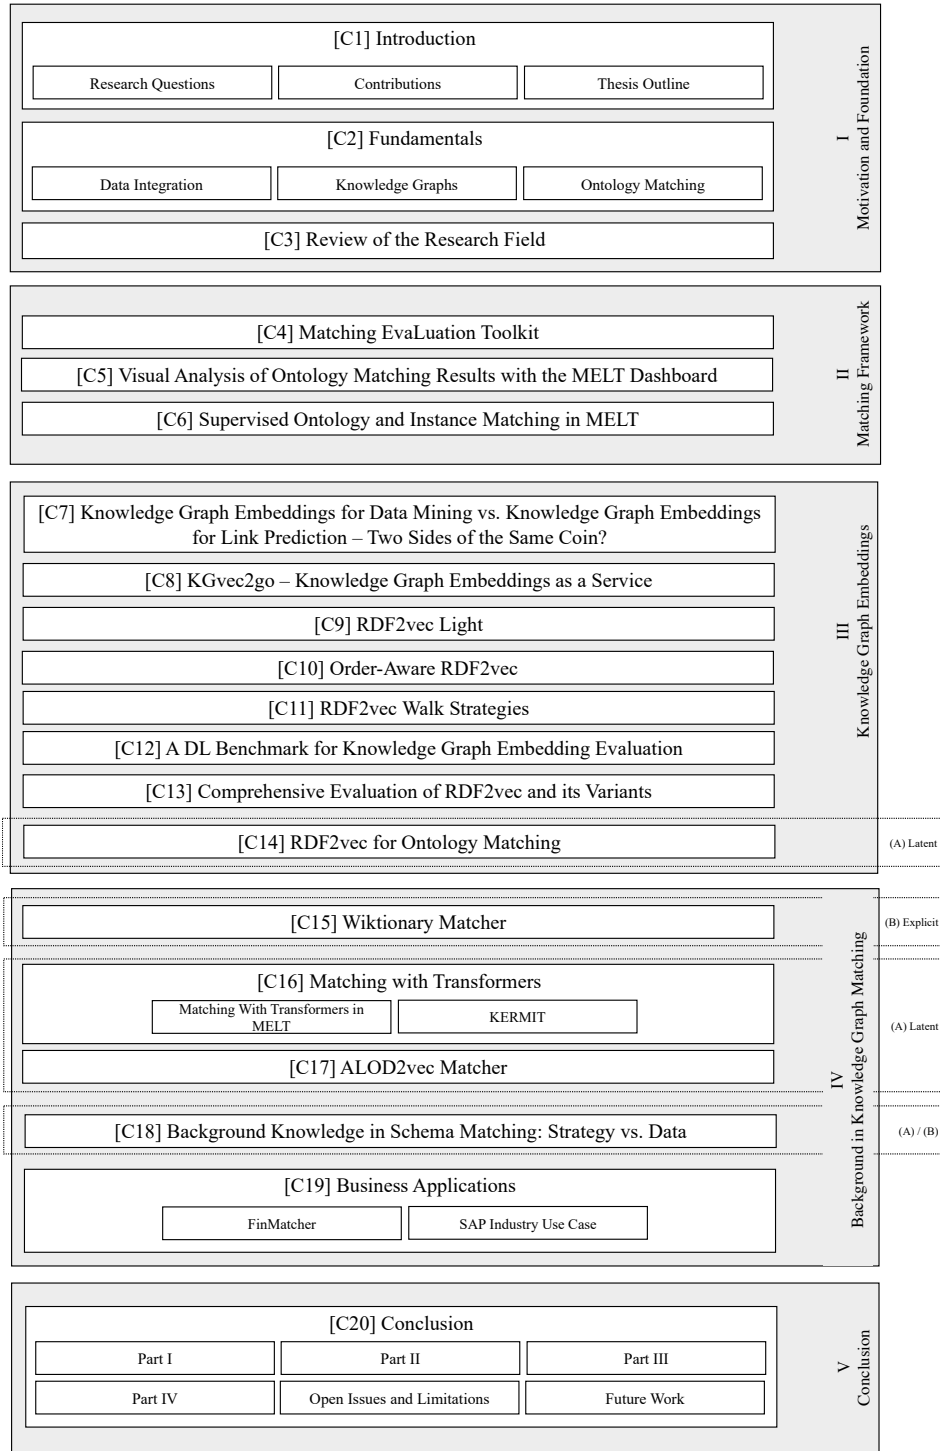 [C1] Introduction
Research Questions
Contributions
Thesis Outline
[C2] Fundamentals
Data Integration
Knowledge Graphs
Ontology Matching
[C3] Review of the Research Field
I
Motivation and Foundation
[C4] Matching EvaLuation Toolkit
[C5] Visual Analysis of Ontology Matching Results with the MELT Dashboard
[C6] Supervised Ontology and Instance Matching in MELT
II
Matching Framework
[C7] Knowledge Graph Embeddings for Data Mining vs. Knowledge Graph Embeddings
for Link Prediction – Two Sides of the Same Coin?
[C8] KGvec2go – Knowledge Graph Embeddings as a Service
[C9] RDF2vec Light
[C10] Order-Aware RDF2vec
[C11] RDF2vec Walk Strategies
[C12] A DL Benchmark for Knowledge Graph Embedding Evaluation
[C13] Comprehensive Evaluation of RDF2vec and its Variants
[C14] RDF2vec for Ontology Matching
(A) Latent
III
Knowledge Graph Embeddings
[C15] Wiktionary Matcher
(B) Explicit
[C16] Matching with Transformers
Matching With Transformers in
MELT
KERMIT
(A) Latent
[C17] ALOD2vec Matcher
[C18] Background Knowledge in Schema Matching: Strategy vs. Data
(A) / (B)
[C19] Business Applications
FinMatcher
SAP Industry Use Case
IV
Background in Knowledge Graph Matching
[C20] Conclusion
Part I
Part II
Part III
Part IV
Open Issues and Limitations
Future Work
V
Conclusion